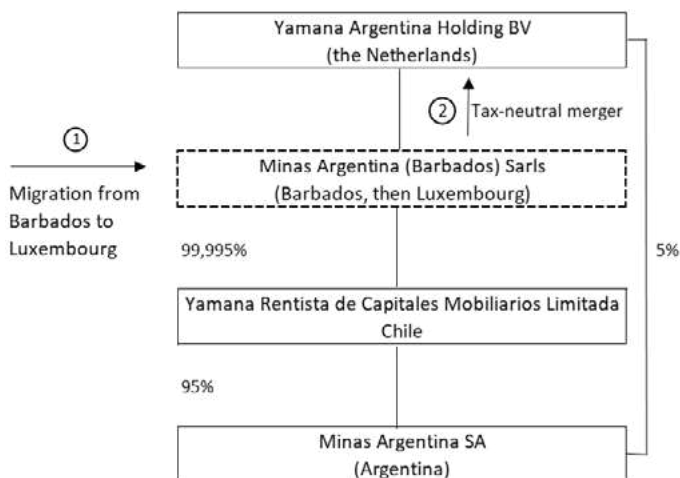 Yamana Argentina Holding BV
(the Netherlands)
② Tax-neutral merger
①
Migration from
Barbados to
Luxembourg
Minas Argentina (Barbados) Sarls
(Barbados, then Luxembourg)
99,995%
5%
Yamana Rentista de Capitales Mobiliarios Limitada
Chile
95%
Minas Argentina SA
(Argentina)